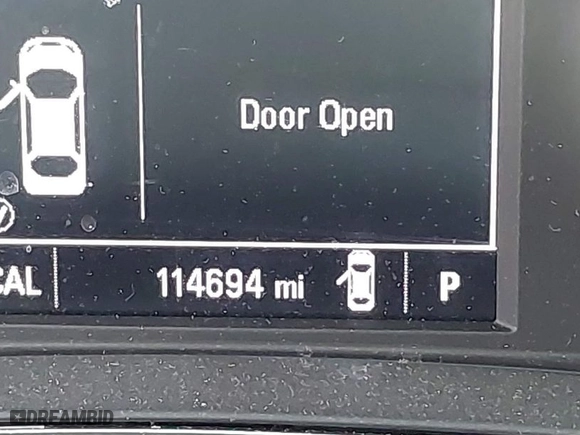 Door Open
CAL
114694 mi
P
DREAMBID